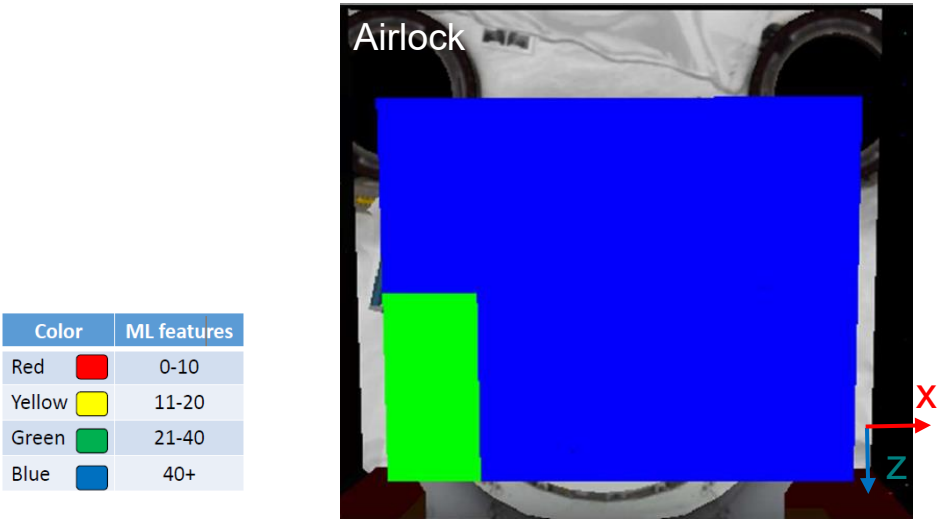 Airlock
Color ML features
Red 0-10
Yellow 11-20
Green 21-40
Blue 40+
X
Z